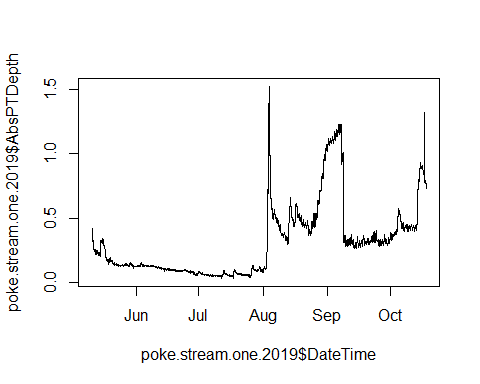 poke.stream.one.2019$AbsPTDepth
1.5
1.0
0.5
0.0
Jun Jul Aug Sep Oct
poke.stream.one.2019$DateTime